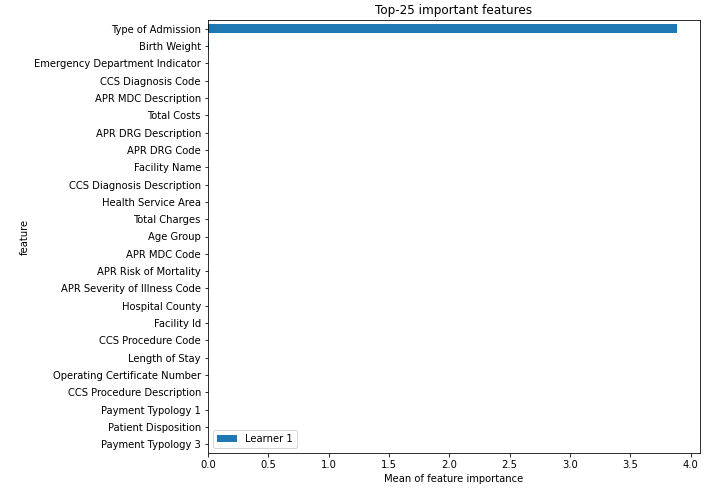 Top-25 important features
Type of Admission
Birth Weight
Emergency Department Indicator
CCS Diagnosis Code
APR MDC Description
Total Costs
APR DRG Description
APR DRG Code
Facility Name
CCS Diagnosis Description
Health Service Area
Total Charges
Age Group
APR MDC Code
APR Risk of Mortality
APR Severity of Illness Code
Hospital County
Facility Id
CCS Procedure Code
Length of Stay
Operating Certificate Number
CCS Procedure Description
Payment Typology 1
Patient Disposition
Payment Typology 3
feature
Learner 1
0.0 0.5 1.0 1.5 2.0 2.5 3.0 3.5 4.0
Mean of feature importance